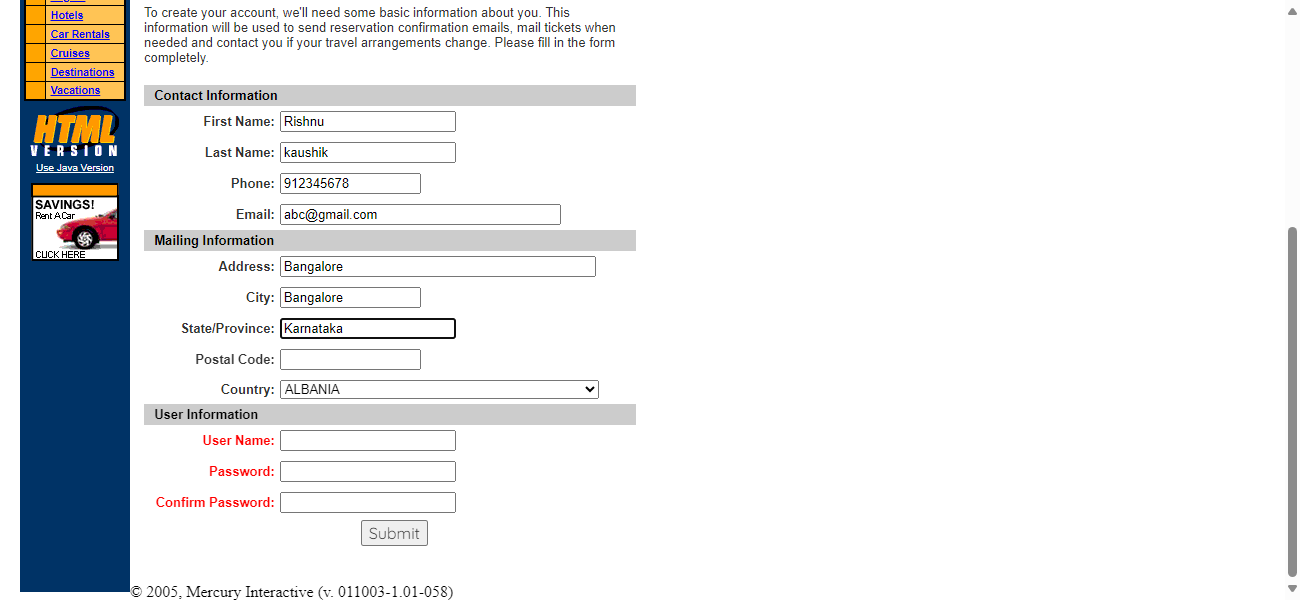 Hotels
Car Rentals
Cruises
Destinations
Vacations
HTML
VERSION
Use Java Version
SAVINGS!
Rent A Car
CLICK HERE
To create your account, we'll need some basic information about you. This
information will be used to send reservation confirmation emails, mail tickets when
needed and contact you if your travel arrangements change. Please fill in the form
completely.
Contact Information
First Name: Rishnu
Last Name: kaushik
Phone: 912345678
Email: abc@gmail.com
Mailing Information
Address: Bangalore
City: Bangalore
State/Province: Karnataka
Postal Code:
Country: ALBANIA
User Information
User Name:
Password:
Confirm Password:
Submit
© 2005, Mercury Interactive (v. 011003-1.01-058)